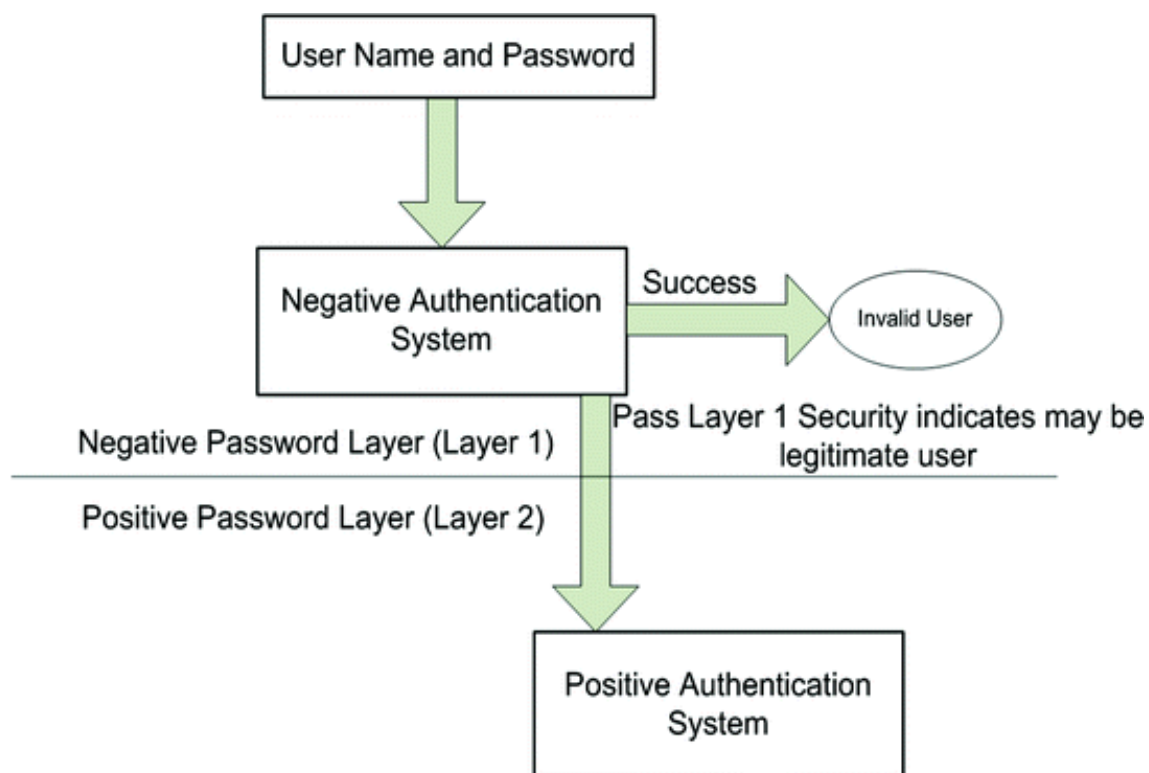 User Name and Password
Negative Authentication
System
Success
Invalid User
Pass Layer 1 Security indicates may be
legitimate user
Negative Password Layer (Layer 1)
Positive Password Layer (Layer 2)
Positive Authentication
System